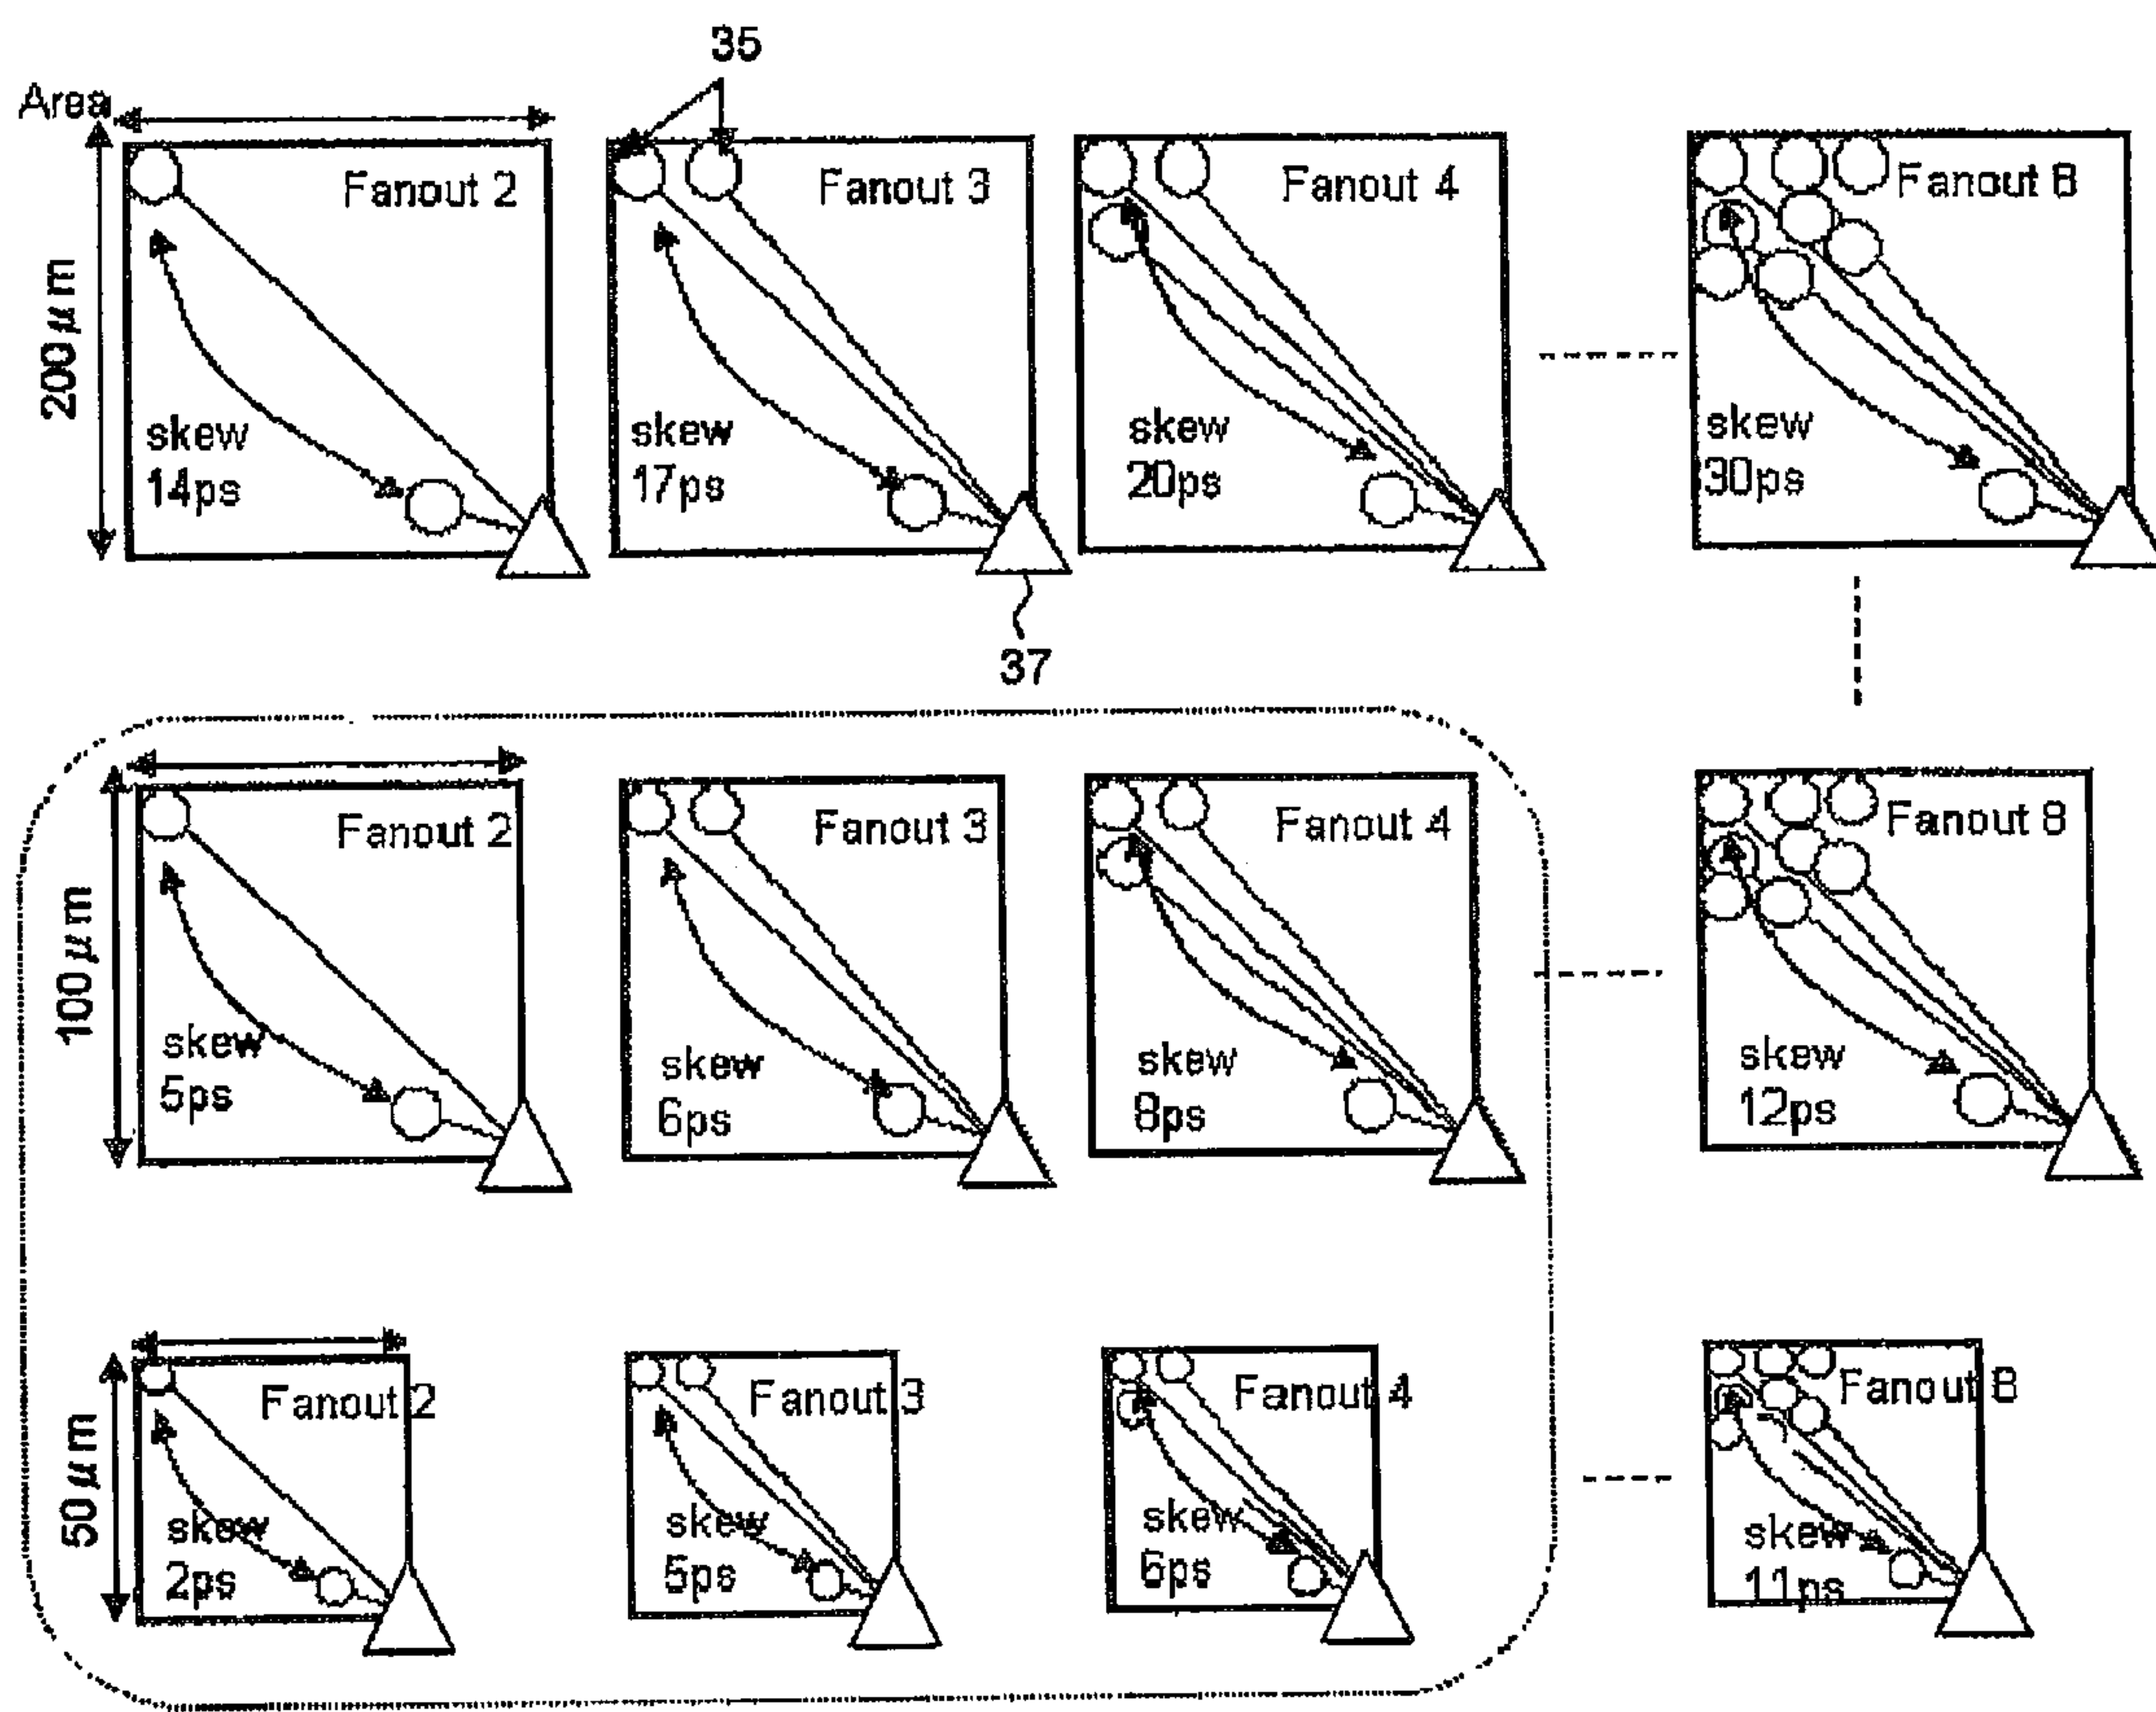 35
Area
200μm
Fanout 2
skew
14ps
Fanout 3
skew
17ps
Fanout 4
skew
20ps
Fanout 8
skew
30ps
37
100μm
Fanout 2
skew
5ps
Fanout 3
skew
6ps
Fanout 4
skew
8ps
Fanout 8
skew
12ps
50μm
Fanout 2
skew
2ps
Fanout 3
skew
5ps
Fanout 4
skew
6ps
Fanout 8
skew
11ps